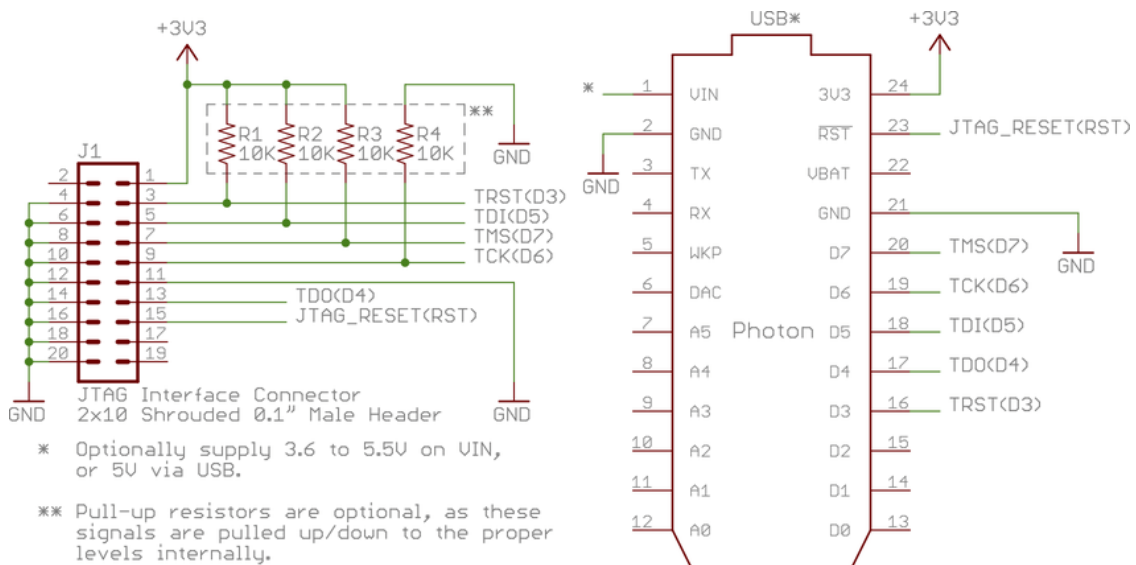 +3V3
R1
10K
R2
10K
R3
10K
R4
10K
**
GND
J1
2 1
4 3 TRST(D3)
6 5 TDI(D5)
8 7 TMS(D7)
10 9 TCK(D6)
12 11
14 13 TDO(D4)
16 15 JTAG_RESET(RST)
18 17
20 19
GND
JTAG Interface Connector
2x10 Shrouded 0.1" Male Header
GND
* Optionally supply 3.6 to 5.5V on VIN,
or 5V via USB.
** Pull-up resistors are optional, as these
signals are pulled up/down to the proper
levels internally.
USB*
+3V3
* 1 VIN 3V3 24
2 GND RST 23 JTAG_RESET(RST)
GND
3 TX VBAT 22
4 RX GND 21
GND
5 WKP D7 20 TMS(D7)
6 DAC D6 19 TCK(D6)
7 A5 Photon D5 18 TDI(D5)
8 A4 D4 17 TDO(D4)
9 A3 D3 16 TRST(D3)
10 A2 D2 15
11 A1 D1 14
12 A0 D0 13